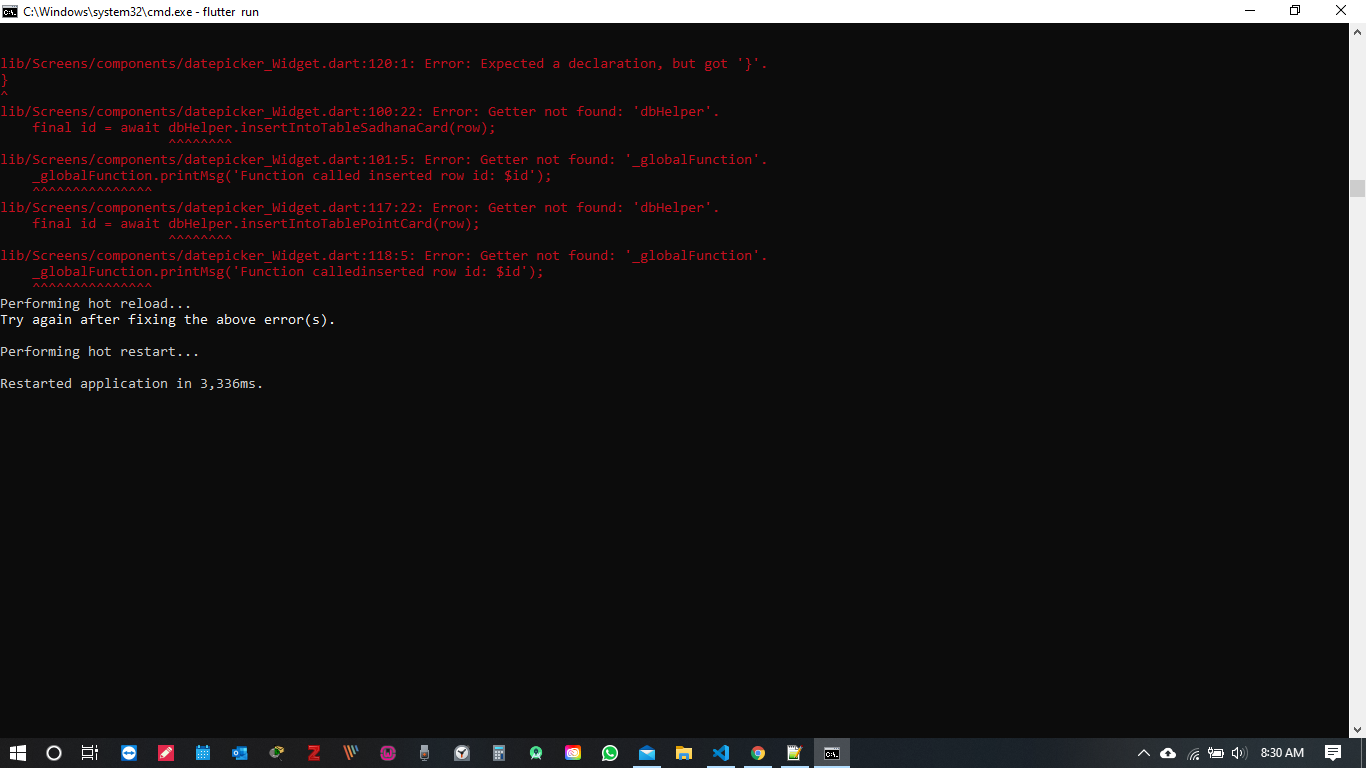 C:\Windows\system32\cmd.exe - flutter run
lib/Screens/components/datepicker_Widget.dart:120:1: Error: Expected a declaration, but got '}'.
}
^
lib/Screens/components/datepicker_Widget.dart:100:22: Error: Getter not found: 'dbHelper'.
    final id = await dbHelper.insertIntoTableSadhanaCard(row);
                     ^^^^^^^^
lib/Screens/components/datepicker_Widget.dart:101:5: Error: Getter not found: '_globalFunction'.
    _globalFunction.printMsg('Function called inserted row id: $id');
    ^^^^^^^^^^^^^^^
lib/Screens/components/datepicker_Widget.dart:117:22: Error: Getter not found: 'dbHelper'.
    final id = await dbHelper.insertIntoTablePointCard(row);
                     ^^^^^^^^
lib/Screens/components/datepicker_Widget.dart:118:5: Error: Getter not found: '_globalFunction'.
    _globalFunction.printMsg('Function calledinserted row id: $id');
    ^^^^^^^^^^^^^^^
Performing hot reload...
Try again after fixing the above error(s).
Performing hot restart...
Restarted application in 3,336ms.
8:30 AM